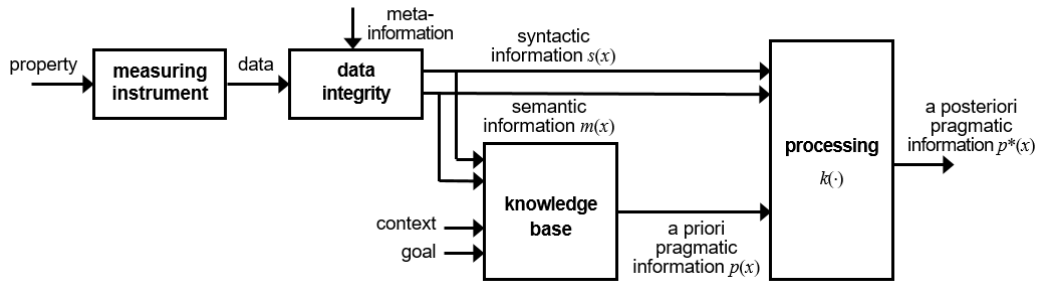 meta-
information
property
measuring
instrument
data
data
integrity
syntactic
information s(x)
semantic
information m(x)
knowledge
base
context
goal
a priori
pragmatic
information p(x)
processing
k(·)
a posteriori
pragmatic
information p*(x)